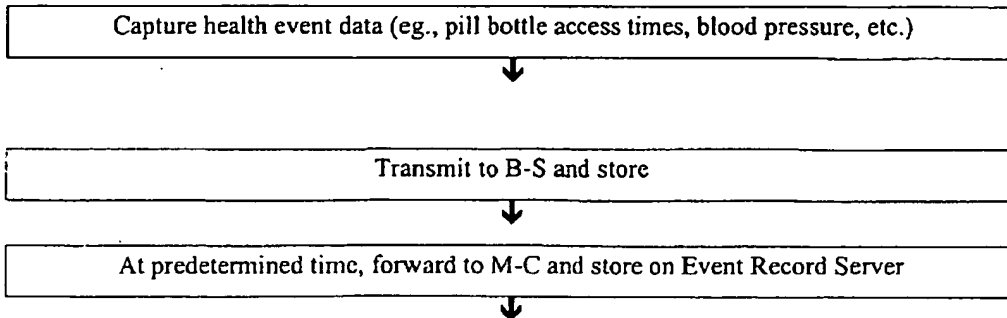 Capture health event data (eg., pill bottle access times, blood pressure, etc.)
Transmit to B-S and store
At predetermined time, forward to M-C and store on Event Record Server